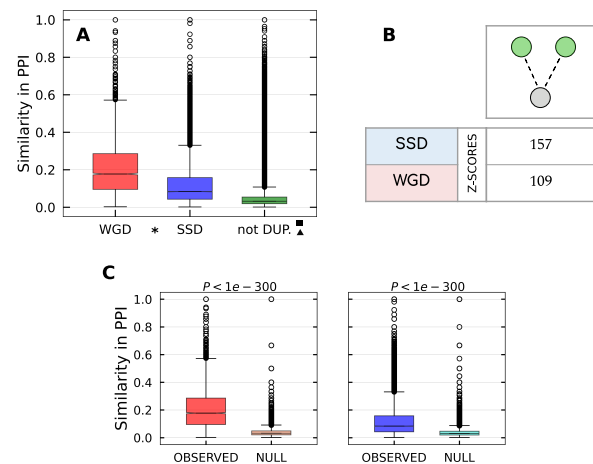 A
Similarity in PPI
1.0
0.8
0.6
0.4
0.2
0.0
WGD * SSD not DUP. ■ ▲
B
SSD
WGD
Z-SCORES
157
109
C
P < 1e − 300
P < 1e − 300
Similarity in PPI
1.0
0.8
0.6
0.4
0.2
0.0
OBSERVED NULL
OBSERVED NULL